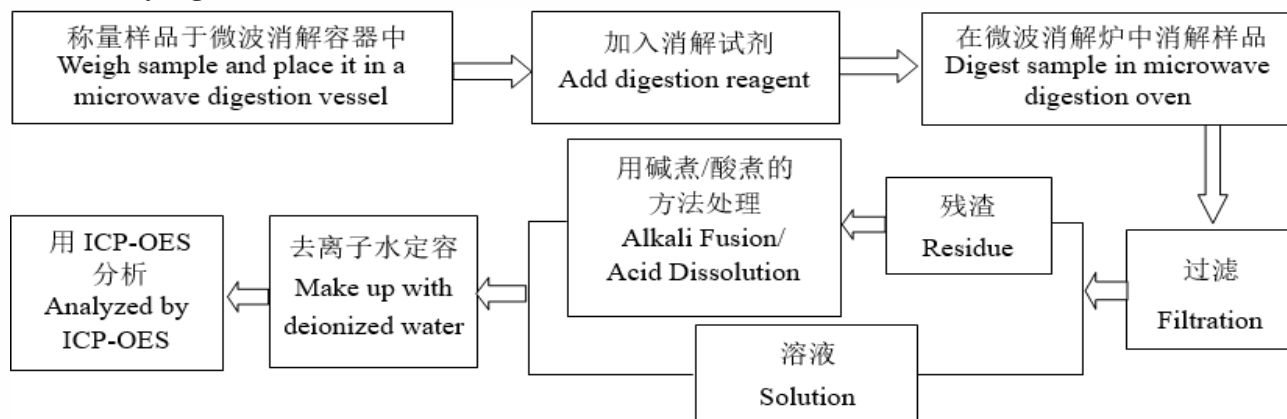 称量样品于微波消解容器中
Weigh sample and place it in a
microwave digestion vessel
加入消解试剂
Add digestion reagent
在微波消解炉中消解样品
Digest sample in microwave
digestion oven
过滤
Filtration
残渣
Residue
用碱煮/酸煮的
方法处理
Alkali Fusion/
Acid Dissolution
溶液
Solution
去离子水定容
Make up with
deionized water
用 ICP-OES
分析
Analyzed by
ICP-OES